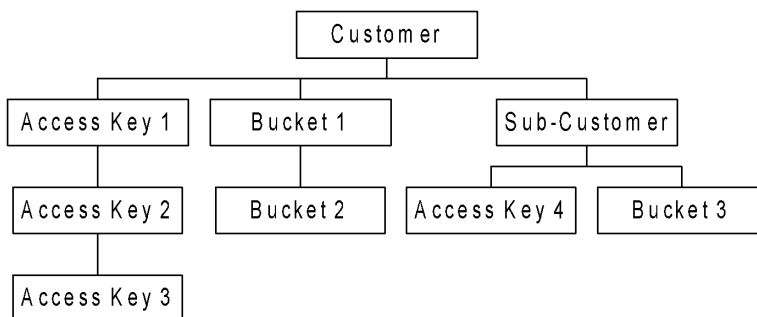 Customer
Access Key 1
Bucket 1
Sub-Customer
Access Key 2
Bucket 2
Access Key 4
Bucket 3
Access Key 3